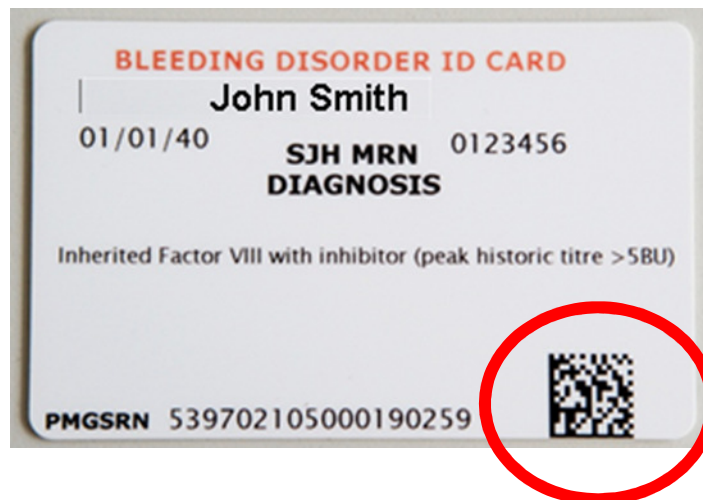 BLEEDING DISORDER ID CARD
John Smith
01/01/40 SJH MRN 0123456
DIAGNOSIS
Inherited Factor VIII with inhibitor (peak historic titre >5BU)
PMGSRN 539702105000190259